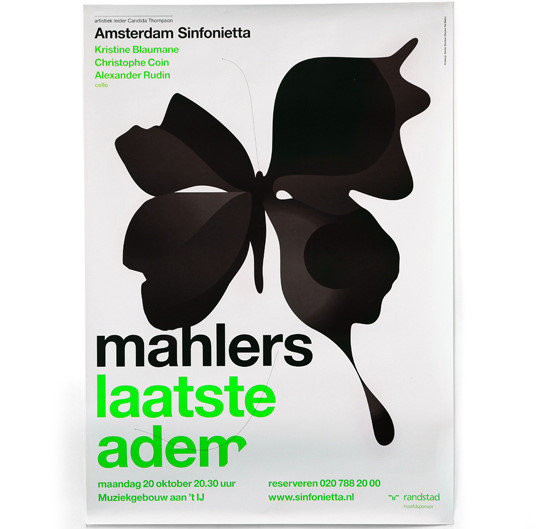 artistiek leider Candida Thompson
Amsterdam Sinfonietta
Kristine Blaumane
Christophe Coin
Alexander Rudin
cello
mahlers
laatste
adem
maandag 20 oktober 20.30 uur
Muziekgebouw aan 't IJ
reserveren 020 788 20 00
www.sinfonietta.nl
randstad
hoofdsponsor